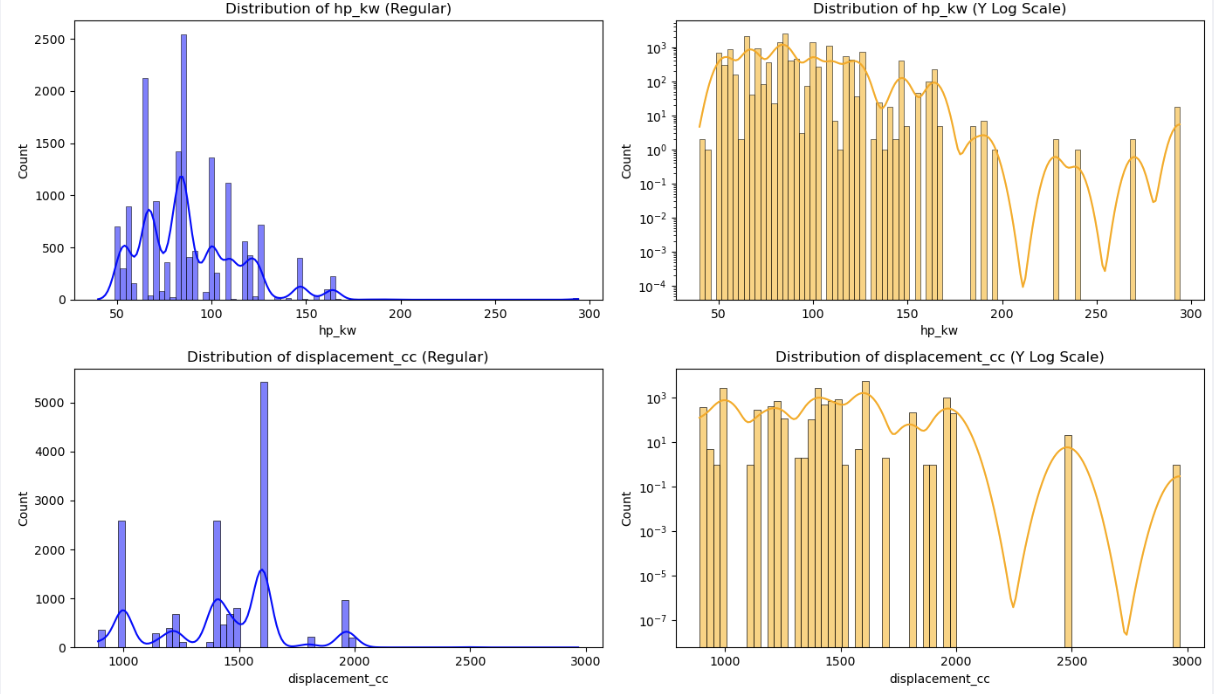 Distribution of hp_kw (Regular)
Distribution of hp_kw (Y Log Scale)
2500
2000
1500
1000
500
0
Count
50 100 150 200 250 300
hp_kw
10³
10²
10¹
10⁰
10⁻¹
10⁻²
10⁻³
10⁻⁴
Count
50 100 150 200 250 300
hp_kw
Distribution of displacement_cc (Regular)
Distribution of displacement_cc (Y Log Scale)
5000
4000
3000
2000
1000
0
Count
1000 1500 2000 2500 3000
displacement_cc
10³
10¹
10⁻¹
10⁻³
10⁻⁵
10⁻⁷
Count
1000 1500 2000 2500 3000
displacement_cc